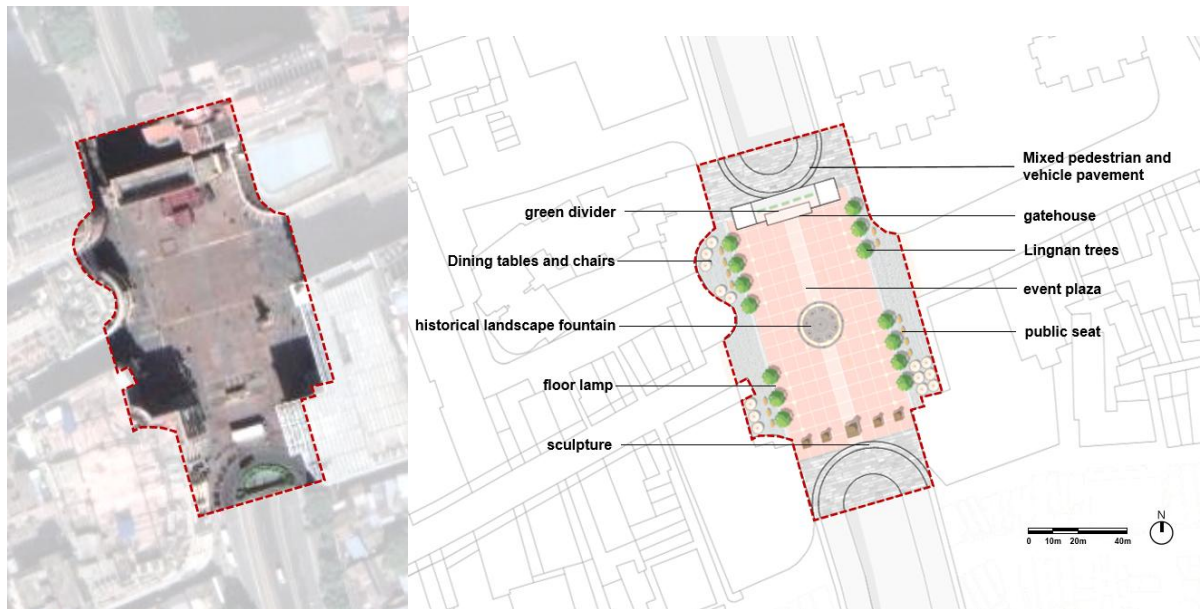 Mixed pedestrian and
vehicle pavement
green divider
gatehouse
Dining tables and chairs
Lingnan trees
event plaza
historical landscape fountain
public seat
floor lamp
sculpture
N
0 10m 20m 40m